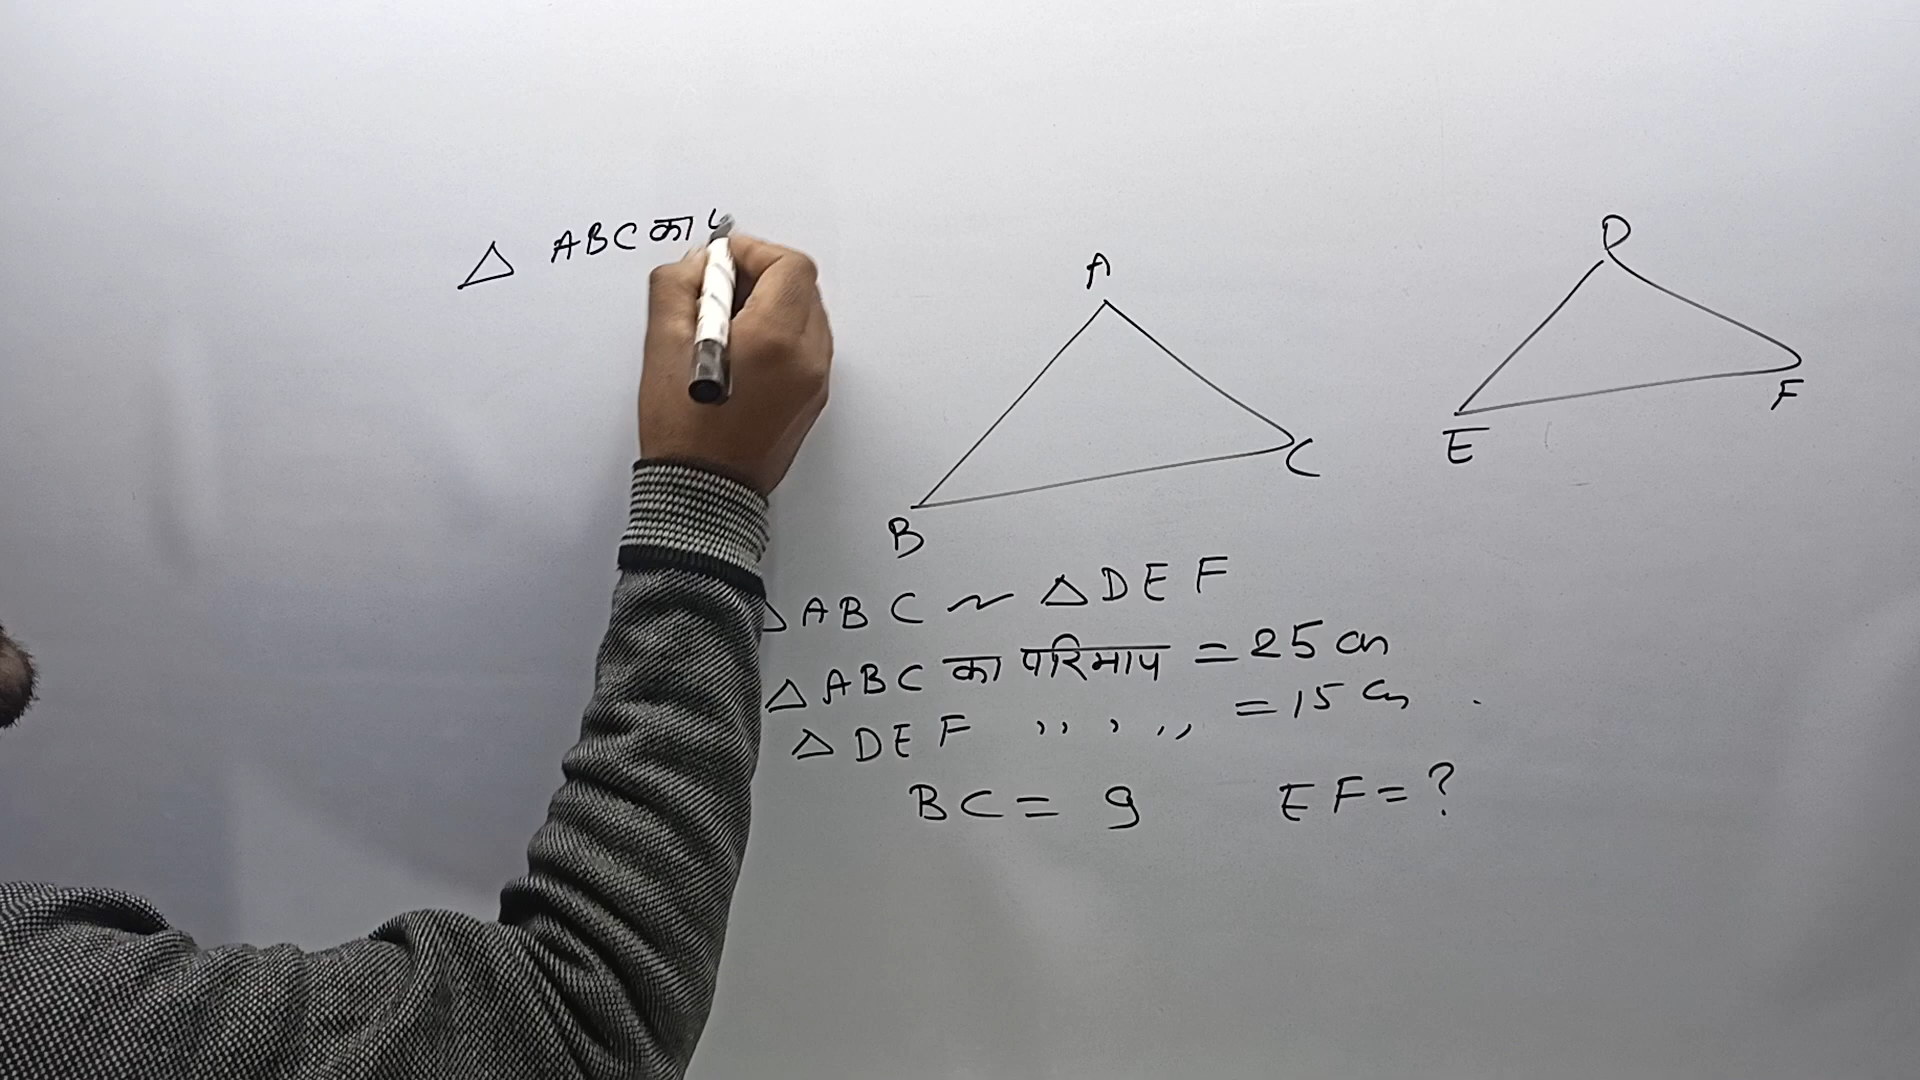 △ ABC का
A
B
C
D
E
F
△ABC ~ △DEF
△ABC का परिमाप = 25 cm
△DEF ,, , ,, = 15 cm
BC = 9 EF = ?